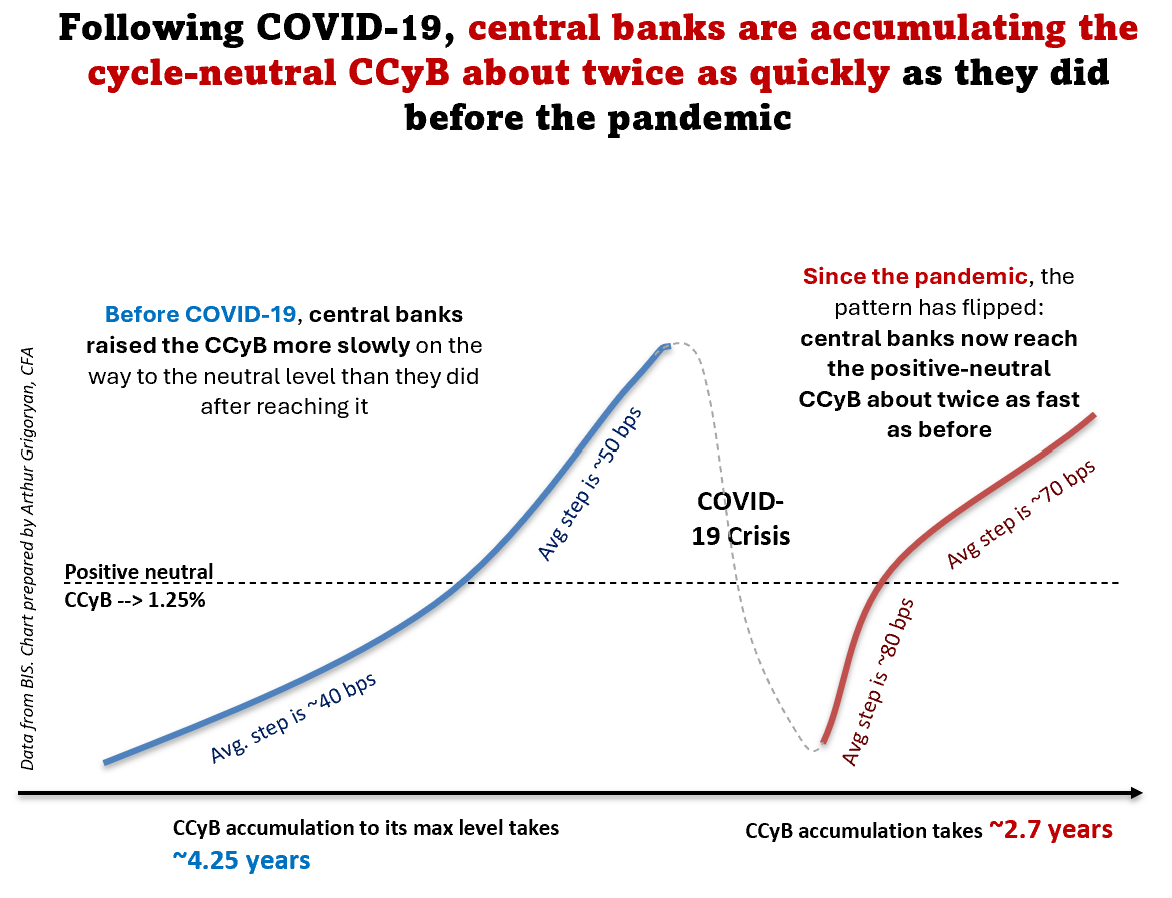 Following COVID-19, central banks are accumulating the
cycle-neutral CCyB about twice as quickly as they did
before the pandemic
Since the pandemic, the
pattern has flipped:
central banks now reach
the positive-neutral
CCyB about twice as fast
as before
Before COVID-19, central banks
raised the CCyB more slowly on the
way to the neutral level than they did
after reaching it
Data from BIS. Chart prepared by Arthur Grigoryan, CFA
Avg step is ~50 bps
COVID-
19 Crisis
Avg step is ~70 bps
Positive neutral
CCyB --> 1.25%
Avg. step is ~40 bps
Avg step is ~80 bps
CCyB accumulation to its max level takes
~4.25 years
CCyB accumulation takes ~2.7 years